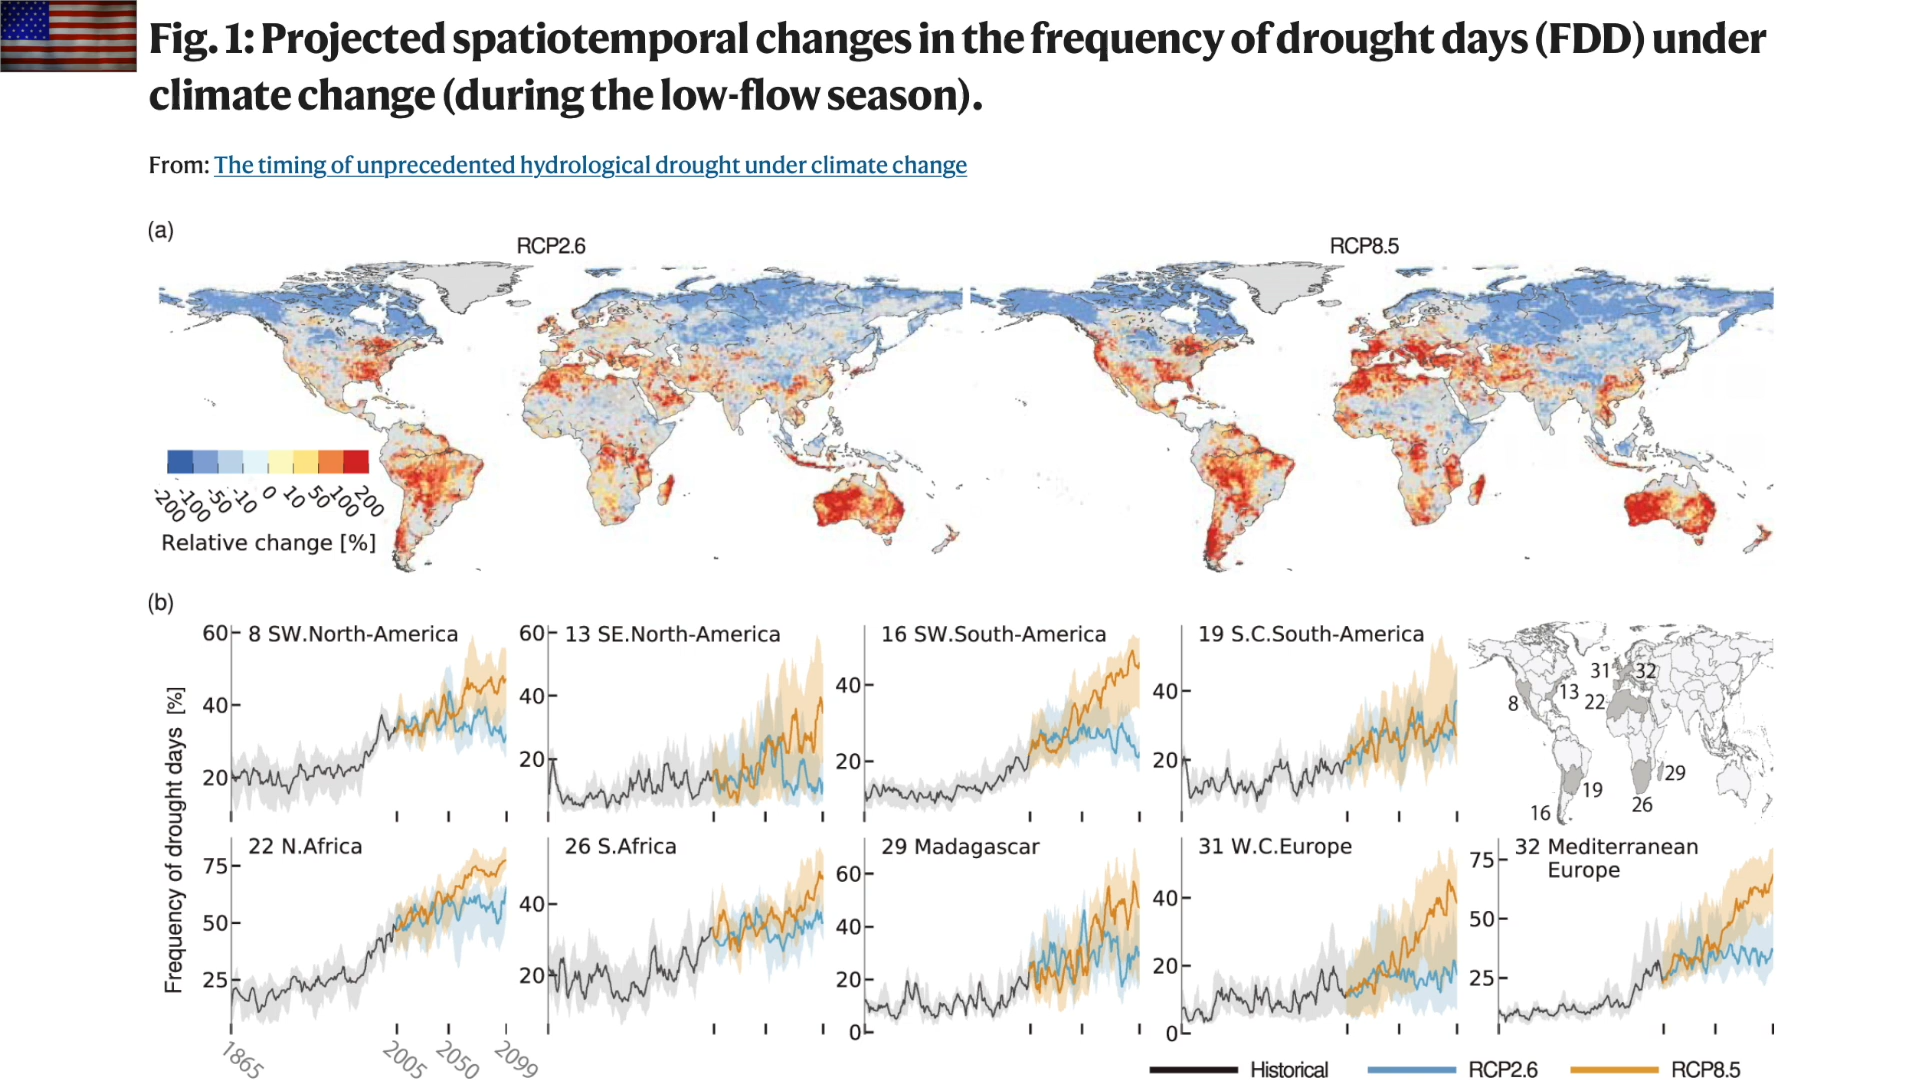 Fig. 1: Projected spatiotemporal changes in the frequency of drought days (FDD) under
climate change (during the low-flow season).
From: The timing of unprecedented hydrological drought under climate change
(a)
RCP2.6
RCP8.5
-200 -100 -50 -10 0 10 50 100 200
Relative change [%]
(b)
Frequency of drought days [%]
8 SW.North-America
60
40
20
13 SE.North-America
60
40
20
16 SW.South-America
40
20
19 S.C.South-America
40
20
31 32
8 13 22
19 29
16 26
22 N.Africa
75
50
25
26 S.Africa
40
20
29 Madagascar
60
40
20
0
31 W.C.Europe
40
20
0
32 Mediterranean
Europe
75
50
25
1865 2005 2050 2099
Historical RCP2.6 RCP8.5